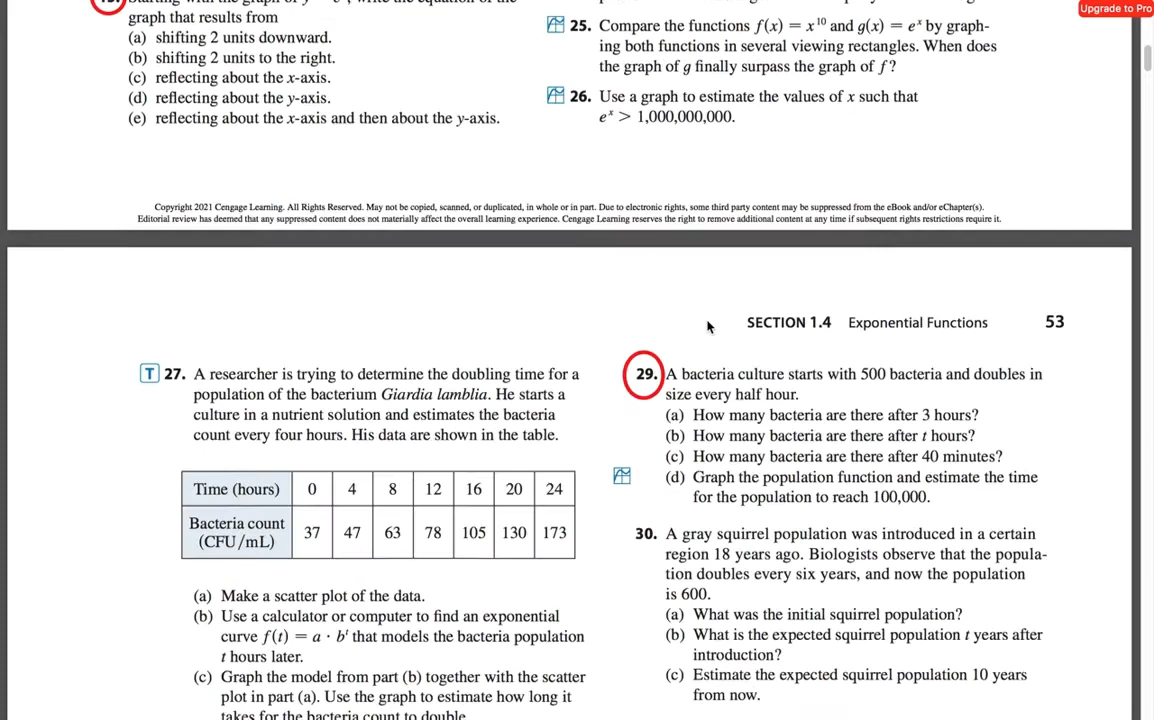 Upgrade to Pro
graph that results from
(a) shifting 2 units downward.
(b) shifting 2 units to the right.
(c) reflecting about the x-axis.
(d) reflecting about the y-axis.
(e) reflecting about the x-axis and then about the y-axis.
25. Compare the functions f(x) = x¹⁰ and g(x) = eˣ by graph-
ing both functions in several viewing rectangles. When does
the graph of g finally surpass the graph of f?
26. Use a graph to estimate the values of x such that
eˣ > 1,000,000,000.
Copyright 2021 Cengage Learning. All Rights Reserved. May not be copied, scanned, or duplicated, in whole or in part. Due to electronic rights, some third party content may be suppressed from the eBook and/or eChapter(s).
Editorial review has deemed that any suppressed content does not materially affect the overall learning experience. Cengage Learning reserves the right to remove additional content at any time if subsequent rights restrictions require it.
SECTION 1.4 Exponential Functions 53
T 27. A researcher is trying to determine the doubling time for a
population of the bacterium Giardia lamblia. He starts a
culture in a nutrient solution and estimates the bacteria
count every four hours. His data are shown in the table.
Time (hours) 0 4 8 12 16 20 24
Bacteria count
(CFU/mL) 37 47 63 78 105 130 173
(a) Make a scatter plot of the data.
(b) Use a calculator or computer to find an exponential
curve f(t) = a · bᵗ that models the bacteria population
t hours later.
(c) Graph the model from part (b) together with the scatter
plot in part (a). Use the graph to estimate how long it
takes for the bacteria count to double
29. A bacteria culture starts with 500 bacteria and doubles in
size every half hour.
(a) How many bacteria are there after 3 hours?
(b) How many bacteria are there after t hours?
(c) How many bacteria are there after 40 minutes?
(d) Graph the population function and estimate the time
for the population to reach 100,000.
30. A gray squirrel population was introduced in a certain
region 18 years ago. Biologists observe that the popula-
tion doubles every six years, and now the population
is 600.
(a) What was the initial squirrel population?
(b) What is the expected squirrel population t years after
introduction?
(c) Estimate the expected squirrel population 10 years
from now.